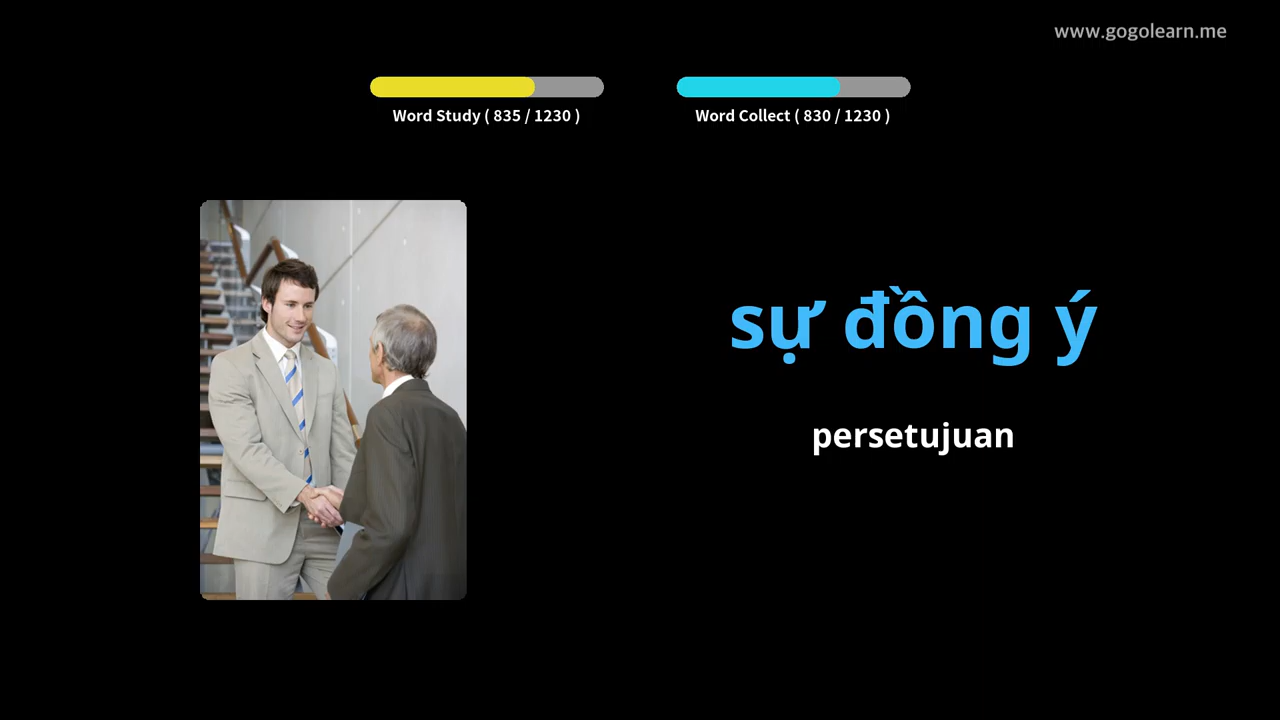 www.gogolearn.me
Word Study ( 835 / 1230 )
Word Collect ( 830 / 1230 )
sự đồng ý
persetujuan